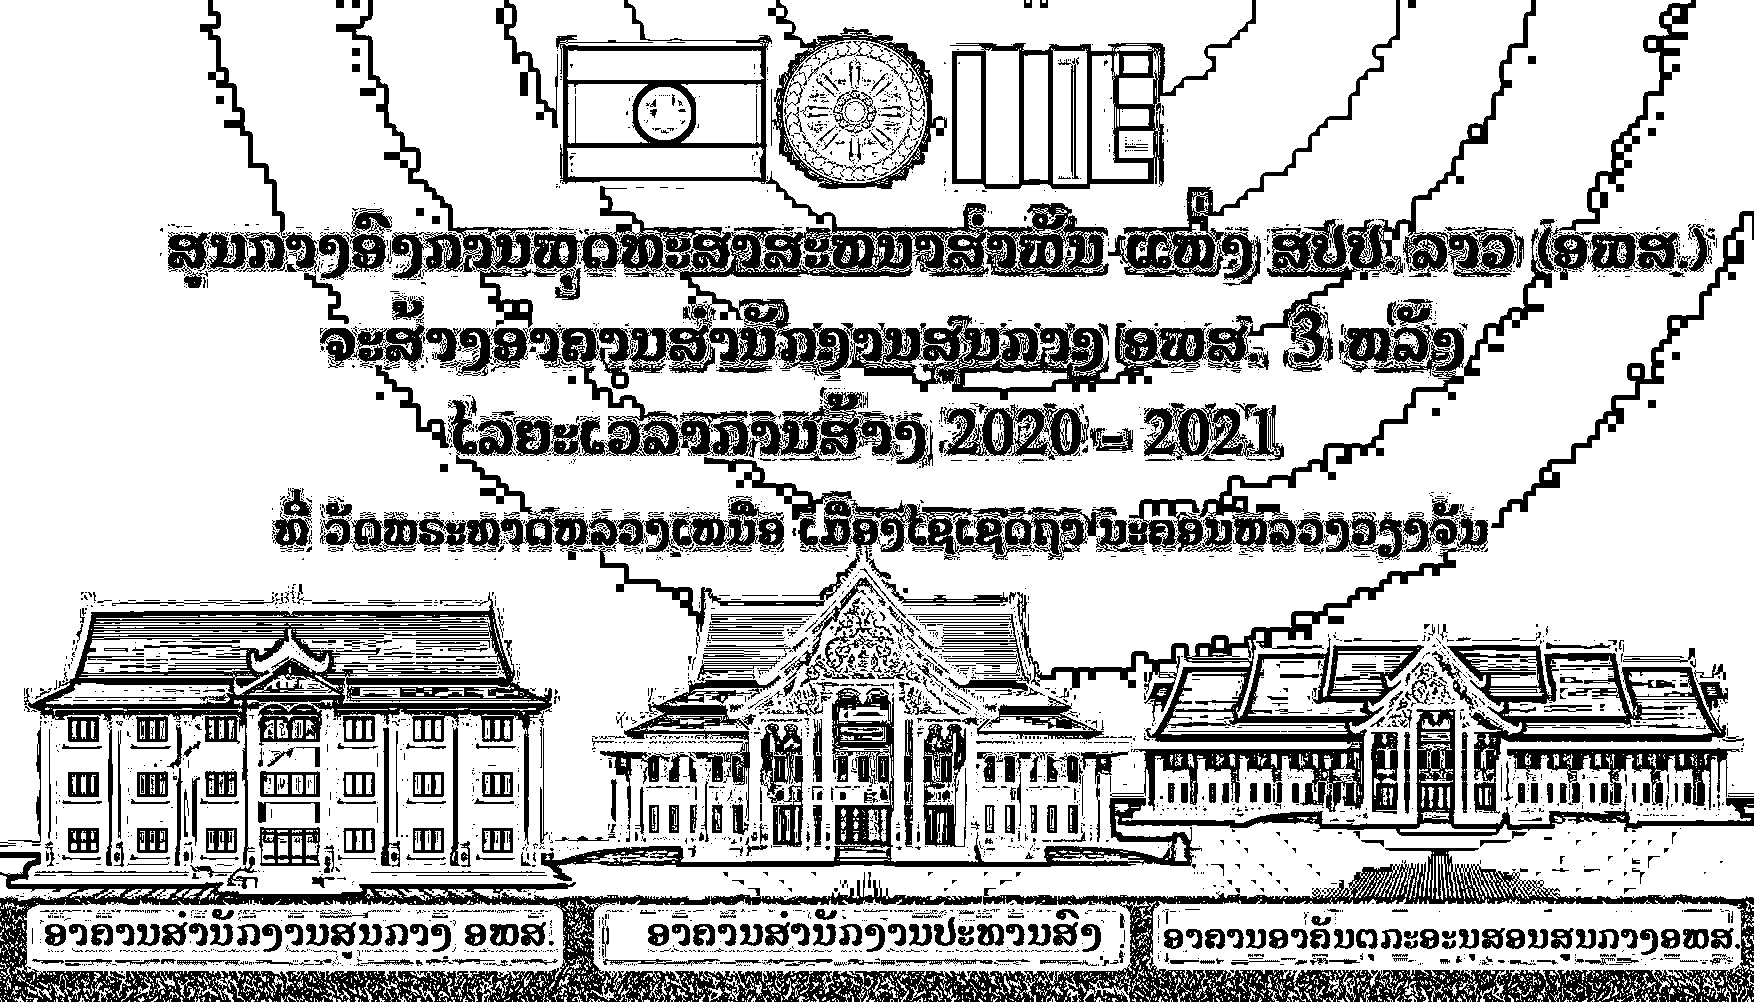 ສູນກາງອົງການພຸດທະສາສະໜາສຳພັນ ແຫ່ງ ສປປ. ລາວ (ອພສ.)
ຈະສ້າງອາຄານສຳນັກງານສູນກາງ ອພສ. 3 ຫລັງ
ໄລຍະເວລາການສ້າງ 2020 – 2021
ທີ່ ວັດພຣະທາດຫລວງເໜືອ ເມືອງໄຊເຊດຖາ ນະຄອນຫລວງວຽງຈັນ
ອາຄານສຳນັກງານສູນກາງ ອພສ.
ອາຄານສຳນັກງານປະທານສົງ
ອາຄານອາຄັນຕຸກະອະນຸສອນສູນກາງອພສ.